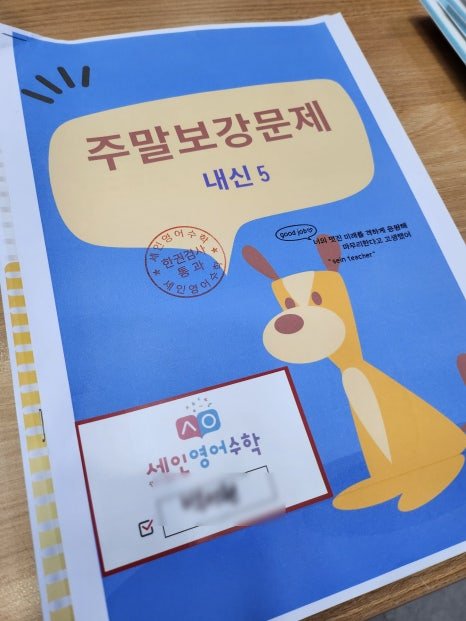 주말보강문제
내신 5
good job!
너의 멋진 미래를 격하게 응원해
마무리한다고 고생했어
"sein teacher"
세인영어수학
한권검사
통과
세인영어수학
세인영어수학